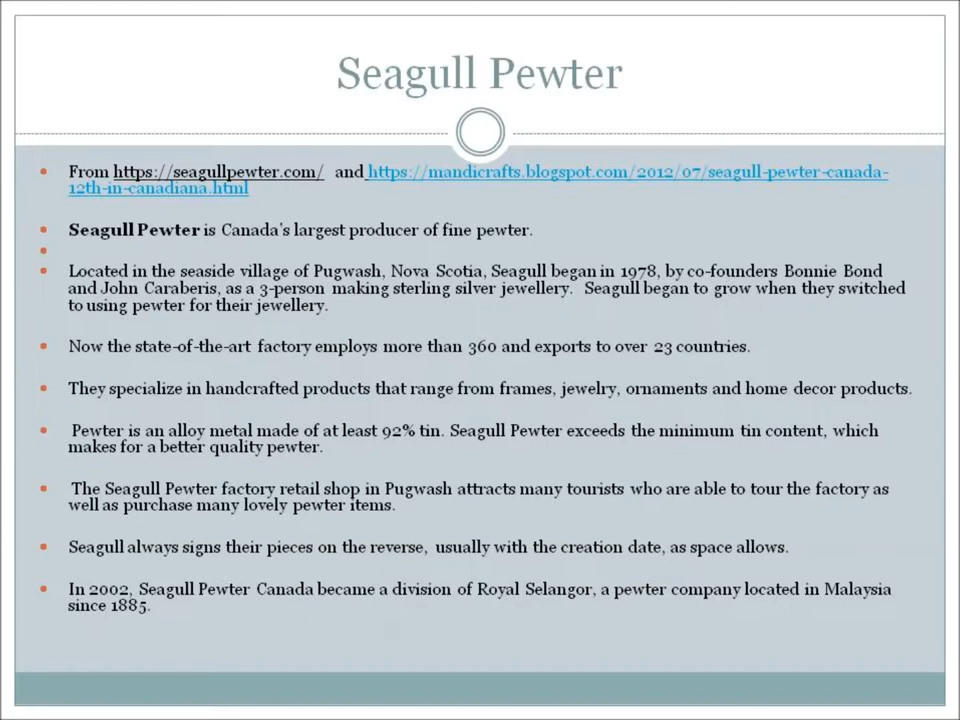 Seagull Pewter
From https://seagullpewter.com/ and https://mandicrafts.blogspot.com/2012/07/seagull-pewter-canada-
12th-in-canadiana.html
Seagull Pewter is Canada's largest producer of fine pewter.
Located in the seaside village of Pugwash, Nova Scotia, Seagull began in 1978, by co-founders Bonnie Bond
and John Caraberis, as a 3-person making sterling silver jewellery. Seagull began to grow when they switched
to using pewter for their jewellery.
Now the state-of-the-art factory employs more than 360 and exports to over 23 countries.
They specialize in handcrafted products that range from frames, jewelry, ornaments and home decor products.
Pewter is an alloy metal made of at least 92% tin. Seagull Pewter exceeds the minimum tin content, which
makes for a better quality pewter.
The Seagull Pewter factory retail shop in Pugwash attracts many tourists who are able to tour the factory as
well as purchase many lovely pewter items.
Seagull always signs their pieces on the reverse, usually with the creation date, as space allows.
In 2002, Seagull Pewter Canada became a division of Royal Selangor, a pewter company located in Malaysia
since 1885.